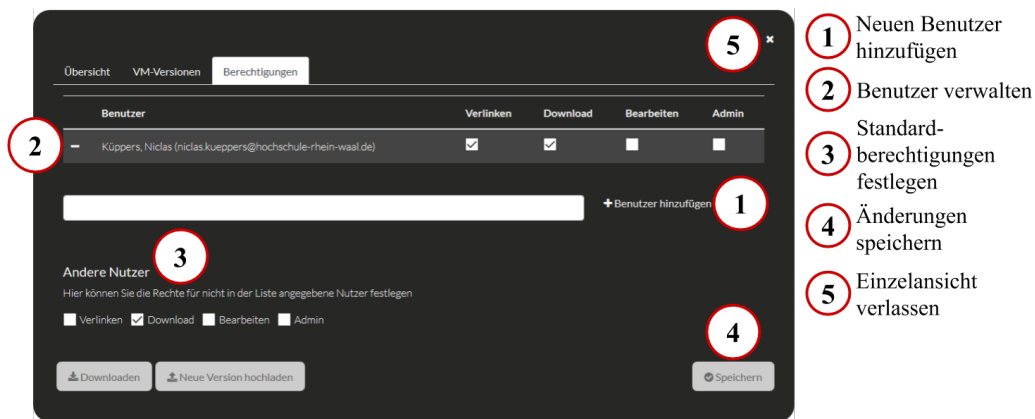 5 ×
Übersicht VM-Versionen Berechtigungen
Benutzer Verlinken Download Bearbeiten Admin
2 Küppers, Niclas (niclas.kueppers@hochschule-rhein-waal.de)
+Benutzer hinzufügen 1
3
Andere Nutzer
Hier können Sie die Rechte für nicht in der Liste angegebene Nutzer festlegen
Verlinken Download Bearbeiten Admin
4
Downloaden Neue Version hochladen Speichern
1 Neuen Benutzer
hinzufügen
2 Benutzer verwalten
Standard-
3 berechtigungen
festlegen
4 Änderungen
speichern
5 Einzelansicht
verlassen